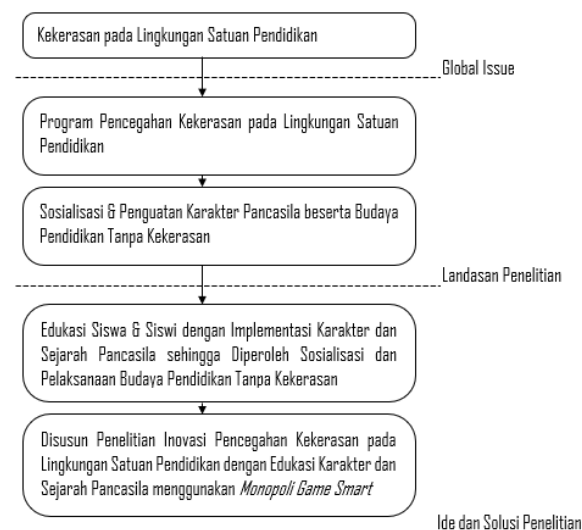 Kekerasan pada Lingkungan Satuan Pendidikan
Global Issue
Program Pencegahan Kekerasan pada Lingkungan Satuan
Pendidikan
Sosialisasi & Penguatan Karakter Pancasila beserta Budaya
Pendidikan Tanpa Kekerasan
Landasan Penelitian
Edukasi Siswa & Siswi dengan Implementasi Karakter dan
Sejarah Pancasila sehingga Diperoleh Sosialisasi dan
Pelaksanaan Budaya Pendidikan Tanpa Kekerasan
Disusun Penelitian Inovasi Pencegahan Kekerasan pada
Lingkungan Satuan Pendidikan dengan Edukasi Karakter dan
Sejarah Pancasila menggunakan Monopoli Game Smart
Ide dan Solusi Penelitian